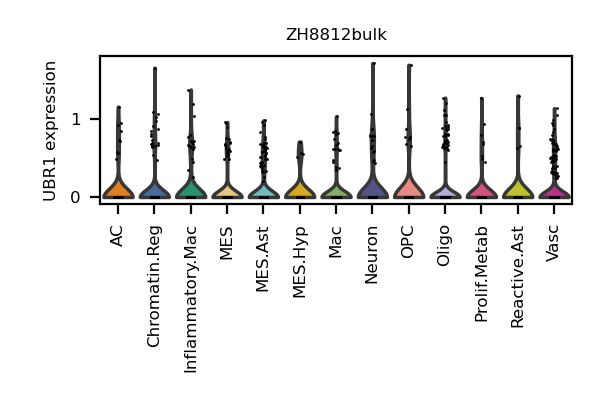 ZH8812bulk
UBR1 expression
1
0
AC
Chromatin.Reg
Inflammatory.Mac
MES
MES.Ast
MES.Hyp
Mac
Neuron
OPC
Oligo
Prolif.Metab
Reactive.Ast
Vasc